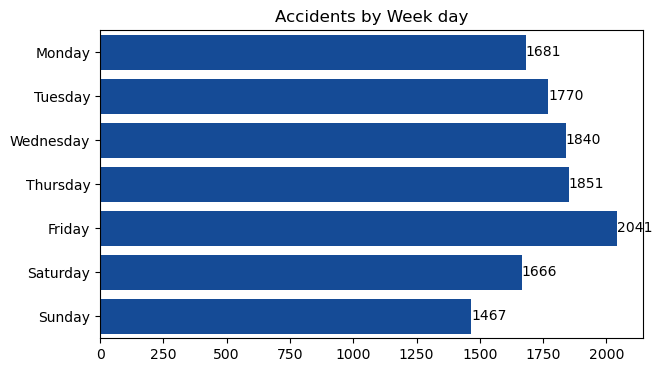 Accidents by Week day
Monday 1681
Tuesday 1770
Wednesday 1840
Thursday 1851
Friday 2041
Saturday 1666
Sunday 1467
0 250 500 750 1000 1250 1500 1750 2000